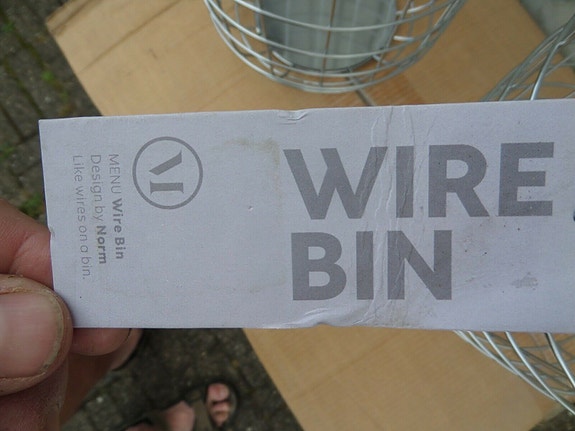 WIRE
BIN
MENU Wire Bin
Design by Norm
Like wires on a bin.
M